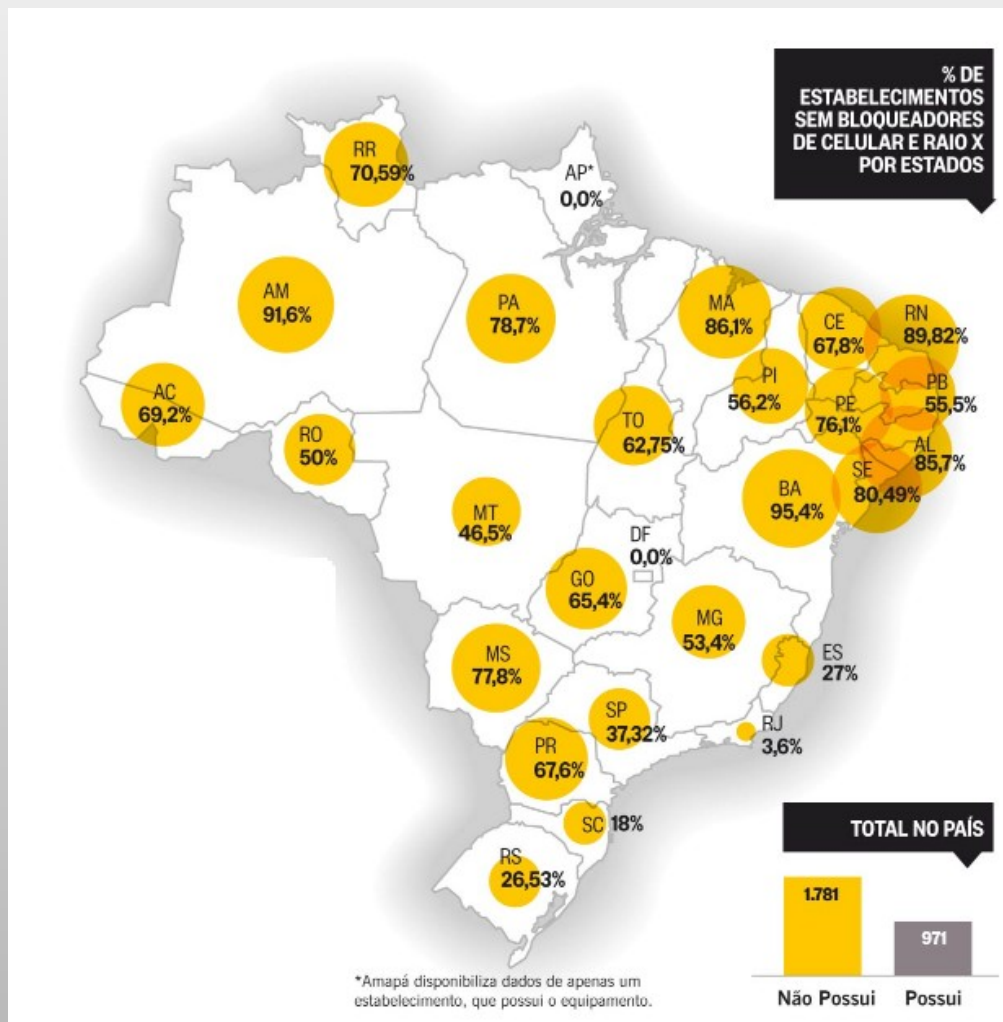 % DE
ESTABELECIMENTOS
SEM BLOQUEADORES
DE CELULAR E RAIO X
POR ESTADOS
RR
70,59%
AP*
0,0%
AM
91,6%
PA
78,7%
MA
86,1%
CE
67,8%
RN
89,82%
AC
69,2%
RO
50%
TO
62,75%
PI
56,2%
PE
76,1%
PB
55,5%
AL
85,7%
SE
80,49%
BA
95,4%
MT
46,5%
DF
0,0%
GO
65,4%
MG
53,4%
ES
27%
MS
77,8%
SP
37,32%
RJ
3,6%
PR
67,6%
SC 18%
RS
26,53%
TOTAL NO PAÍS
1.781
971
Não Possui Possui
*Amapá disponibiliza dados de apenas um
estabelecimento, que possui o equipamento.